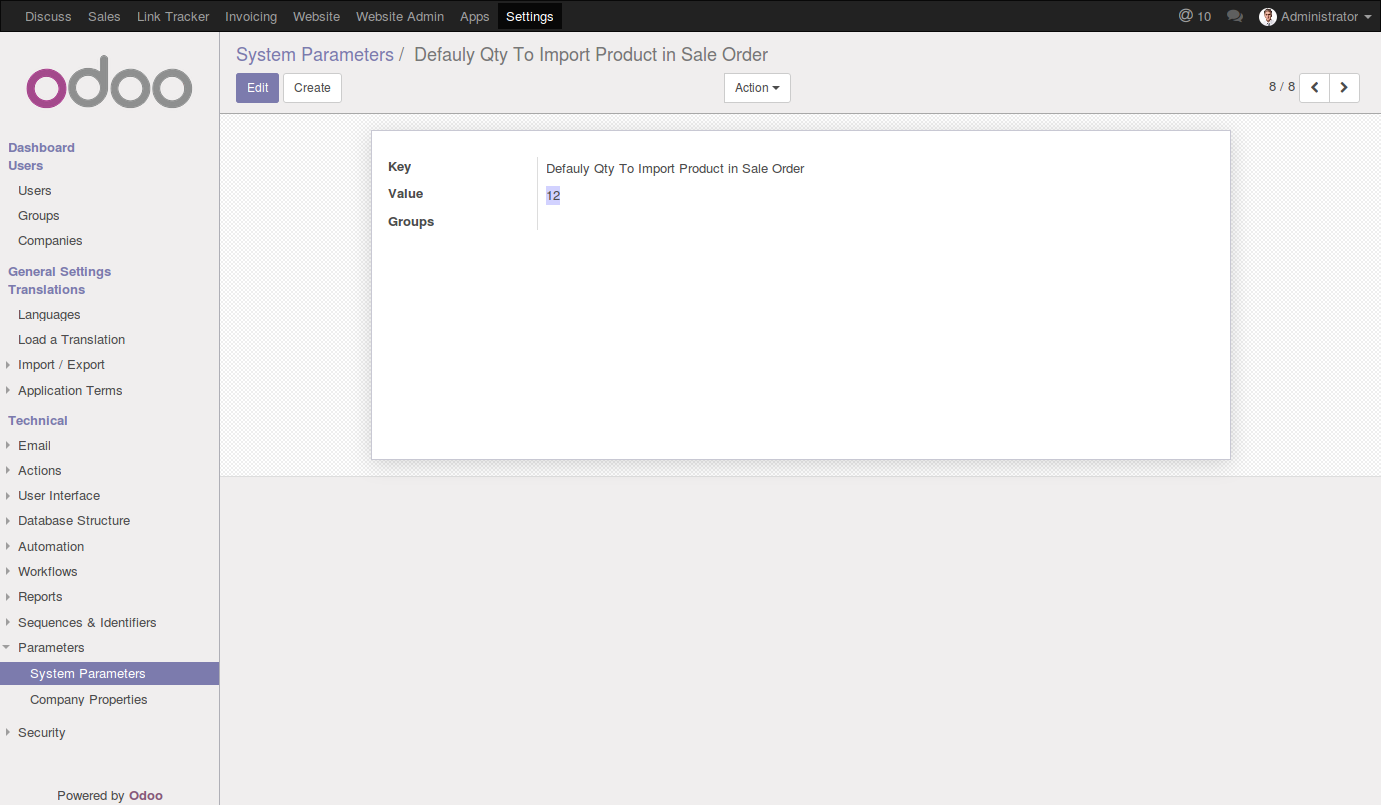 Discuss Sales Link Tracker Invoicing Website Website Admin Apps Settings @ 10 Administrator
odoo
System Parameters / Defauly Qty To Import Product in Sale Order
Edit Create Action 8 / 8
Dashboard
Users
Users
Groups
Companies
General Settings
Translations
Languages
Load a Translation
Import / Export
Application Terms
Technical
Email
Actions
User Interface
Database Structure
Automation
Workflows
Reports
Sequences & Identifiers
Parameters
System Parameters
Company Properties
Security
Powered by Odoo
Key Defauly Qty To Import Product in Sale Order
Value 12
Groups